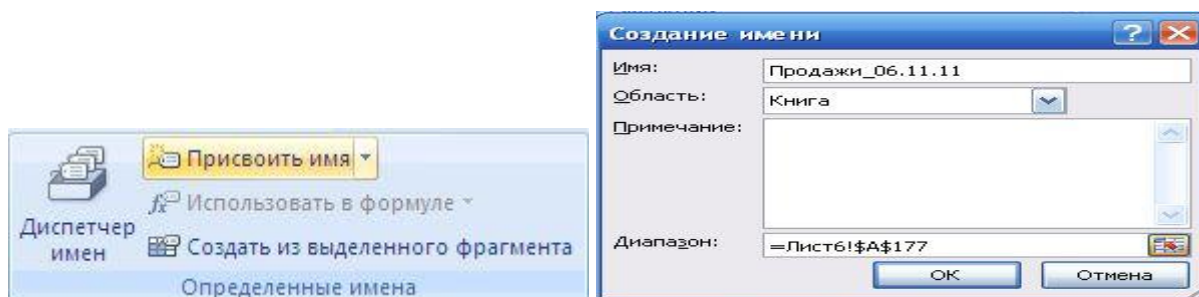 Присвоить имя
Использовать в формуле
Диспетчер
имен
Создать из выделенного фрагмента
Определенные имена
Создание имени
Имя:
Продажи_06.11.11
Область:
Книга
Примечание:
Диапазон:
=Лист6!$A$177
ОК
Отмена